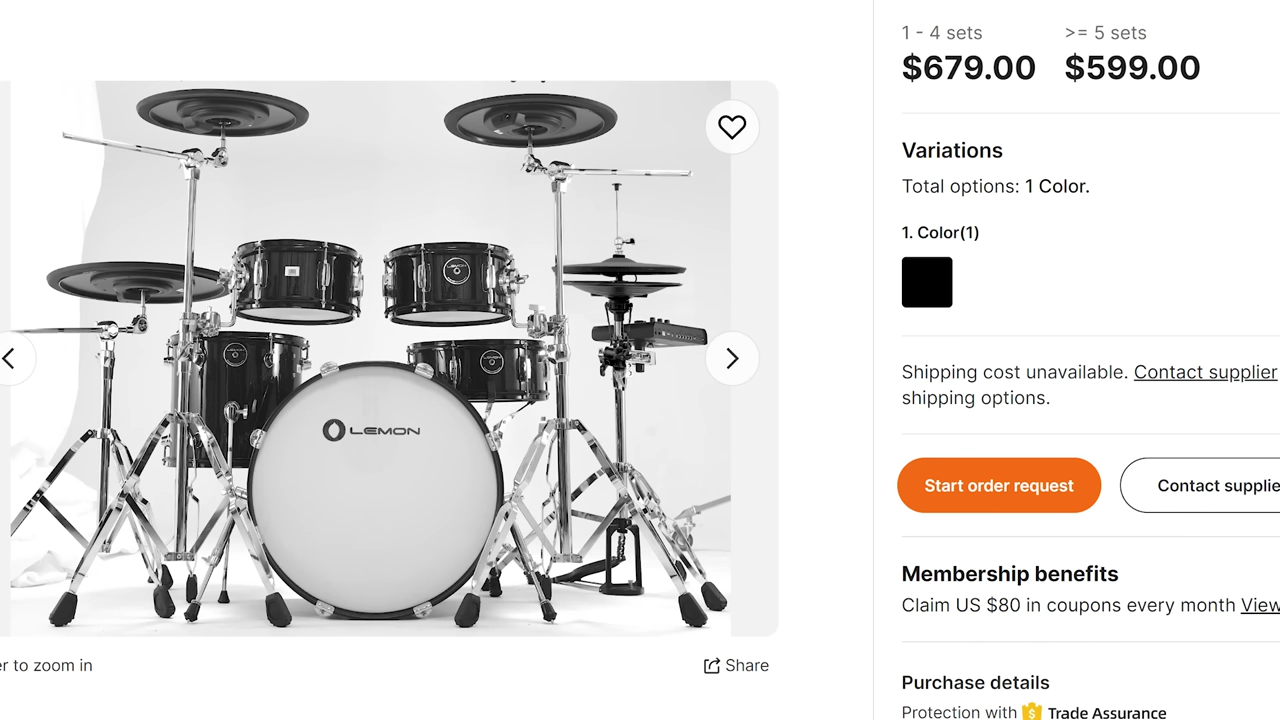 1 - 4 sets
>= 5 sets
$679.00
$599.00
Variations
Total options: 1 Color.
1. Color(1)
Shipping cost unavailable. Contact supplier
shipping options.
Start order request
Contact supplie
Membership benefits
Claim US $80 in coupons every month View
Purchase details
Protection with Trade Assurance
LEMON
er to zoom in
Share